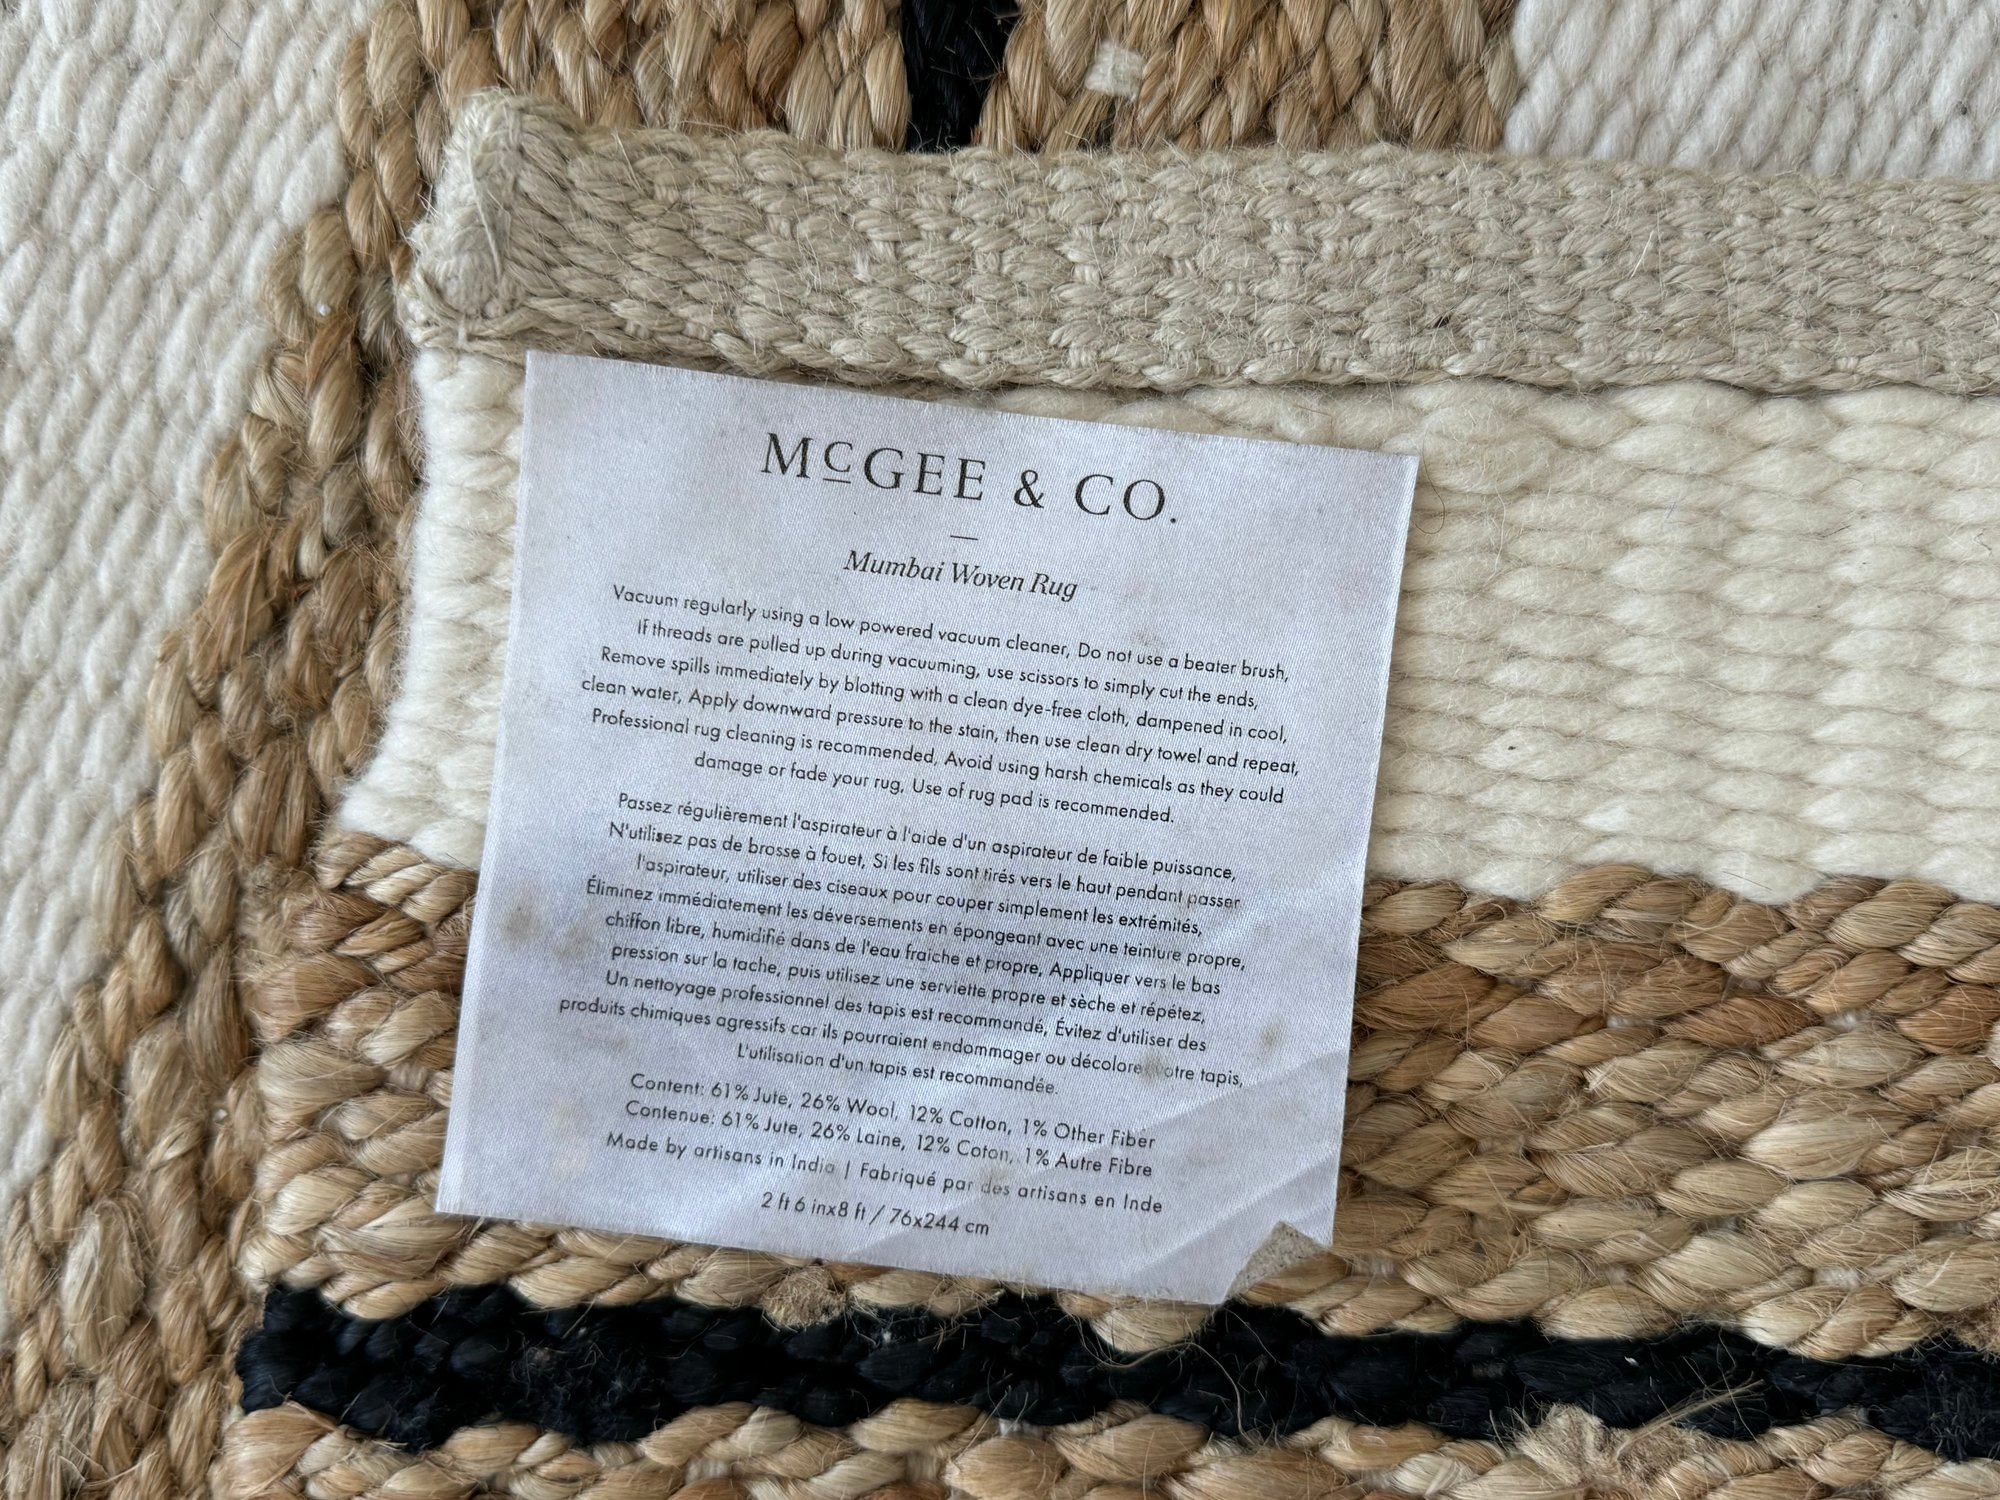 McGEE & CO.
Mumbai Woven Rug
Vacuum regularly using a low powered vacuum cleaner, Do not use a beater brush,
If threads are pulled up during vacuuming, use scissors to simply cut the ends,
Remove spills immediately by blotting with a clean dye-free cloth, dampened in cool,
clean water, Apply downward pressure to the stain, then use clean dry towel and repeat,
Professional rug cleaning is recommended, Avoid using harsh chemicals as they could
damage or fade your rug, Use of rug pad is recommended.
Passez régulièrement l'aspirateur à l'aide d'un aspirateur de faible puissance,
N'utilisez pas de brosse à fouet, Si les fils sont tirés vers le haut pendant passer
l'aspirateur, utiliser des ciseaux pour couper simplement les extrémités,
Éliminez immédiatement les déversements en épongeant avec une teinture propre,
chiffon libre, humidifié dans de l'eau fraiche et propre, Appliquer vers le bas
pression sur la tache, puis utilisez une serviette propre et sèche et répétez,
Un nettoyage professionnel des tapis est recommandé, Évitez d'utiliser des
produits chimiques agressifs car ils pourraient endommager ou décolorer votre tapis,
L'utilisation d'un tapis est recommandée.
Content: 61% Jute, 26% Wool, 12% Cotton, 1% Other Fiber
Contenue: 61% Jute, 26% Laine, 12% Coton, 1% Autre Fibre
Made by artisans in India | Fabriqué par des artisans en Inde
2 ft 6 inx8 ft / 76x244 cm